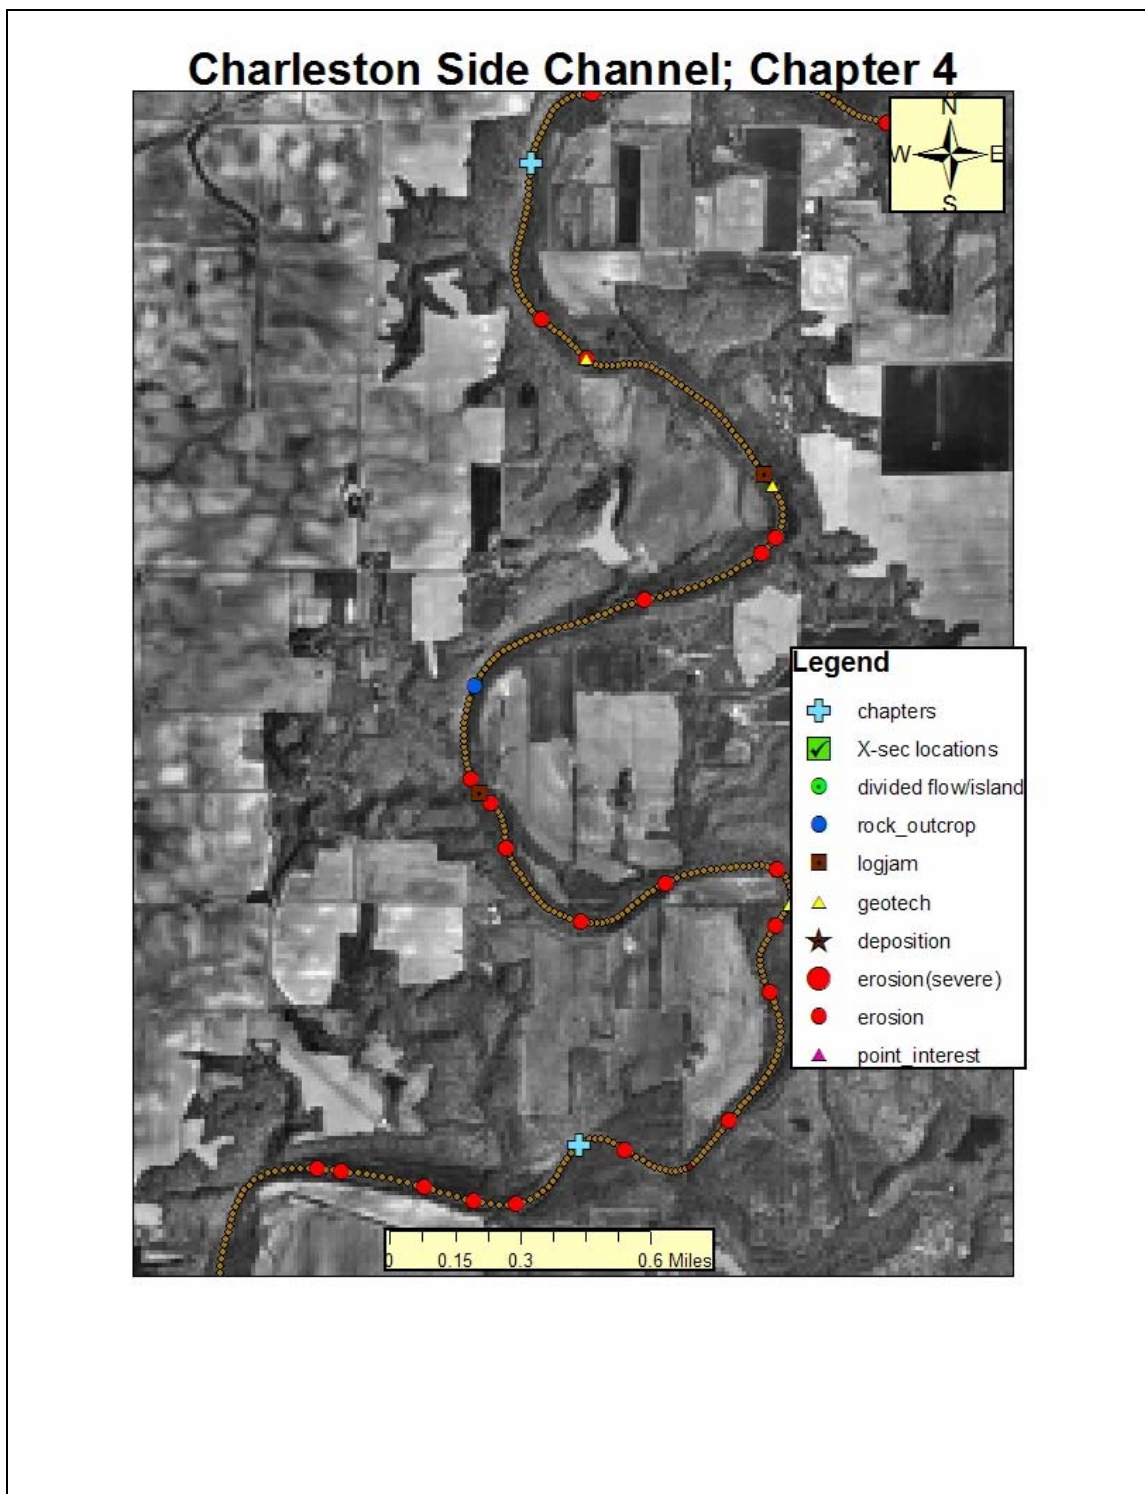 Charleston Side Channel; Chapter 4
N
W E
S
Legend
chapters
X-sec locations
divided flow/island
rock_outcrop
logjam
geotech
deposition
erosion(severe)
erosion
point_interest
0 0.15 0.3 0.6 Miles